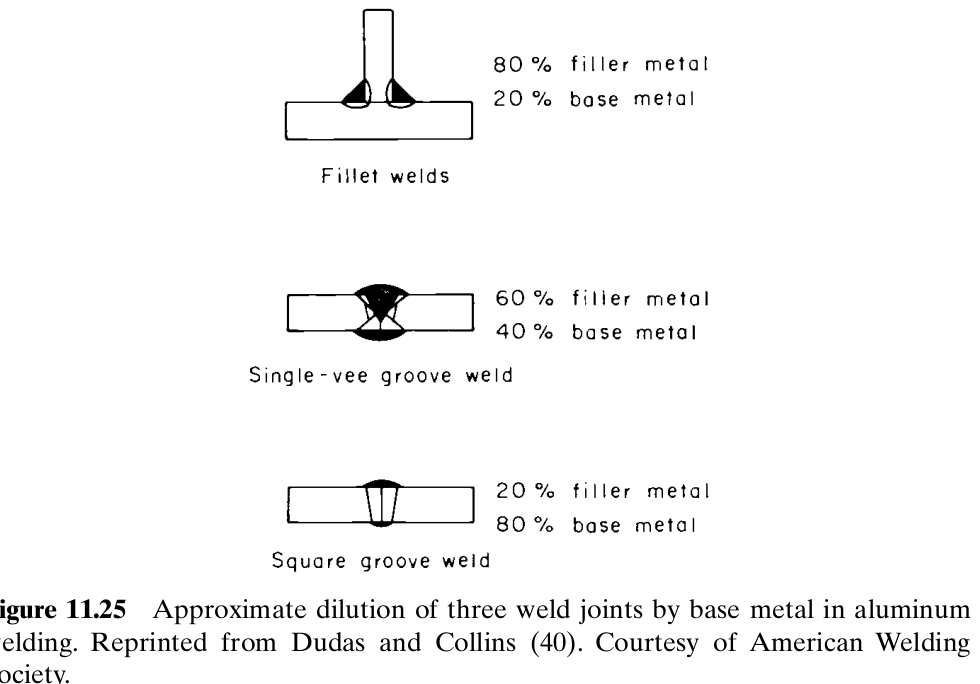 80 % filler metal
20 % base metal
Fillet welds
60 % filler metal
40 % base metal
Single-vee groove weld
20 % filler metal
80 % base metal
Square groove weld
igure 11.25 Approximate dilution of three weld joints by base metal in aluminum
elding. Reprinted from Dudas and Collins (40). Courtesy of American Welding
ociety.